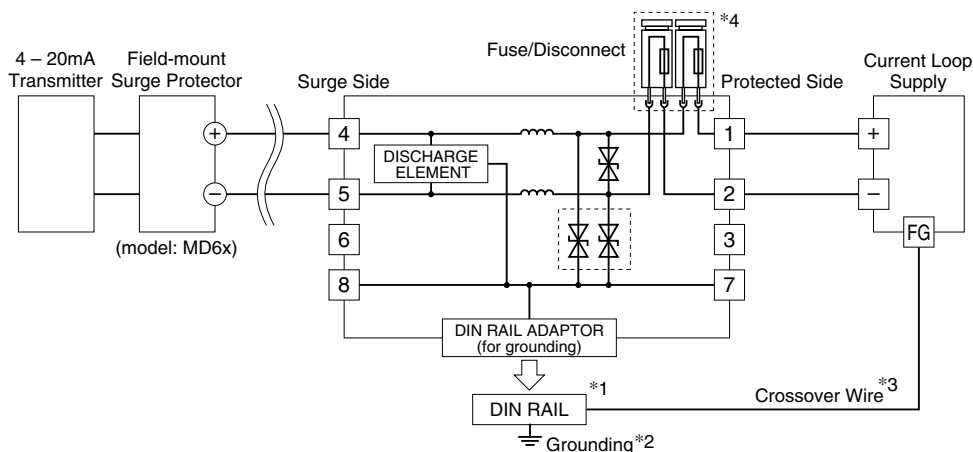 *4
Fuse/Disconnect
4 – 20mA
Transmitter
Field-mount
Surge Protector
Surge Side
Protected Side
Current Loop
Supply
+
4
1
+
DISCHARGE
ELEMENT
–
5
2
–
(model: MD6x)
6
3
FG
8
7
DIN RAIL ADAPTOR
(for grounding)
*1
DIN RAIL
Crossover Wire*3
Grounding*2